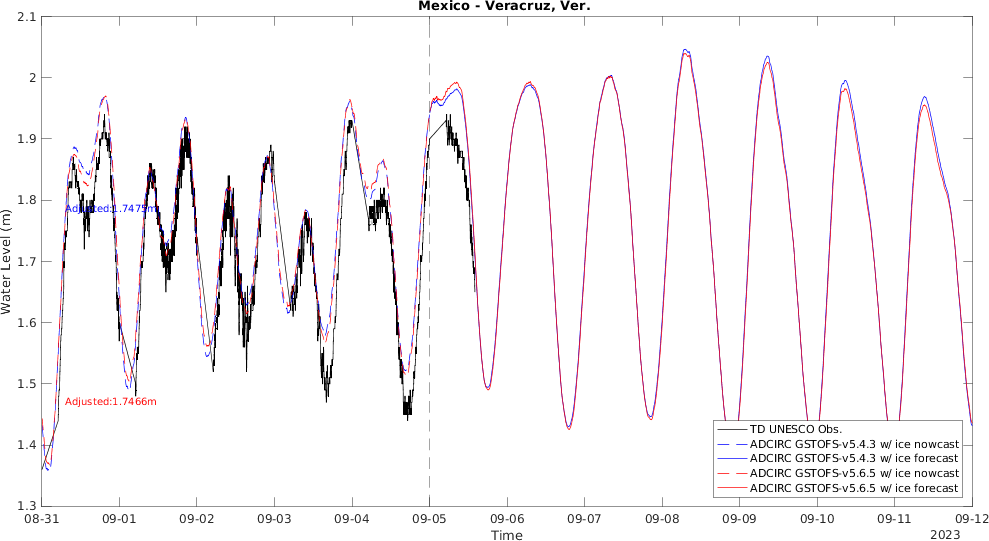 Mexico - Veracruz, Ver.
2.1
2
1.9
1.8
1.7
1.6
1.5
1.4
1.3
Water Level (m)
Adjusted:1.7475m
Adjusted:1.7466m
TD UNESCO Obs.
ADCIRC GSTOFS-v5.4.3 w/ ice nowcast
ADCIRC GSTOFS-v5.4.3 w/ ice forecast
ADCIRC GSTOFS-v5.6.5 w/ ice nowcast
ADCIRC GSTOFS-v5.6.5 w/ ice forecast
08-31 09-01 09-02 09-03 09-04 09-05 09-06 09-07 09-08 09-09 09-10 09-11 09-12
Time
2023